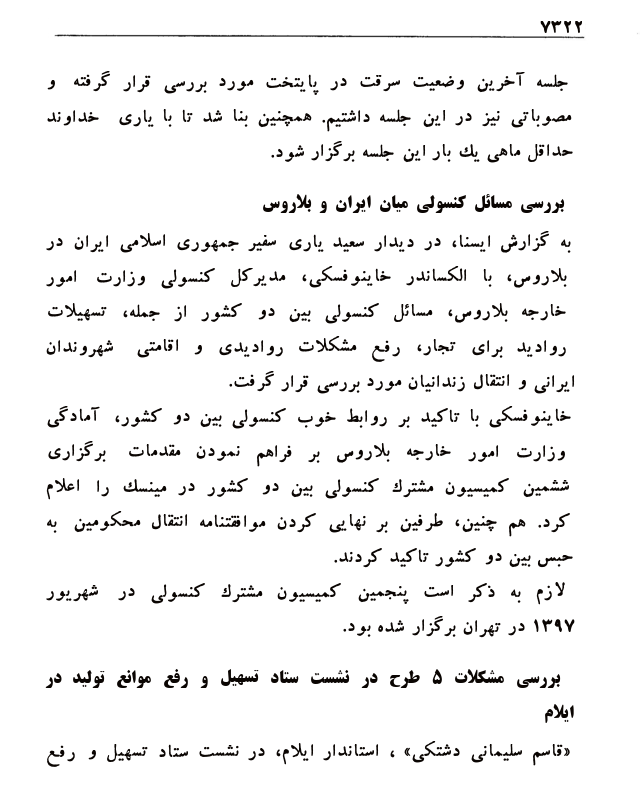 ۷۳۲۲
جلسه آخرین وضعیت سرقت در پایتخت مورد بررسی قرار گرفته و
مصوباتی نیز در این جلسه داشتیم. همچنین بنا شد تا با یاری خداوند
حداقل ماهی یك بار این جلسه برگزار شود.
بررسی مسائل کنسولی میان ایران و بلاروس
به گزارش ایسنا، در دیدار سعید یاری سفیر جمهوری اسلامی ایران در
بلاروس، با الکساندر خاینوفسکی، مدیرکل کنسولی وزارت امور
خارجه بلاروس، مسائل کنسولی بین دو کشور از جمله، تسهیلات
روادید برای تجار، رفع مشکلات روادیدی و اقامتی شهروندان
ایرانی و انتقال زندانیان مورد بررسی قرار گرفت.
خاینوفسکی با تاکید بر روابط خوب کنسولی بین دو کشور، آمادگی
وزارت امور خارجه بلاروس بر فراهم نمودن مقدمات برگزاری
ششمین کمیسیون مشترك کنسولی بین دو کشور در مینسك را اعلام
کرد. هم چنین، طرفین بر نهایی کردن موافقتنامه انتقال محکومین به
حبس بین دو کشور تاکید کردند.
لازم به ذکر است پنجمین کمیسیون مشترك کنسولی در شهریور
۱۳۹۷ در تهران برگزار شده بود.
بررسی مشکلات ۵ طرح در نشست ستاد تسهیل و رفع موانع تولید در
ایلام
«قاسم سلیمانی دشتکی» ، استاندار ایلام، در نشست ستاد تسهیل و رفع